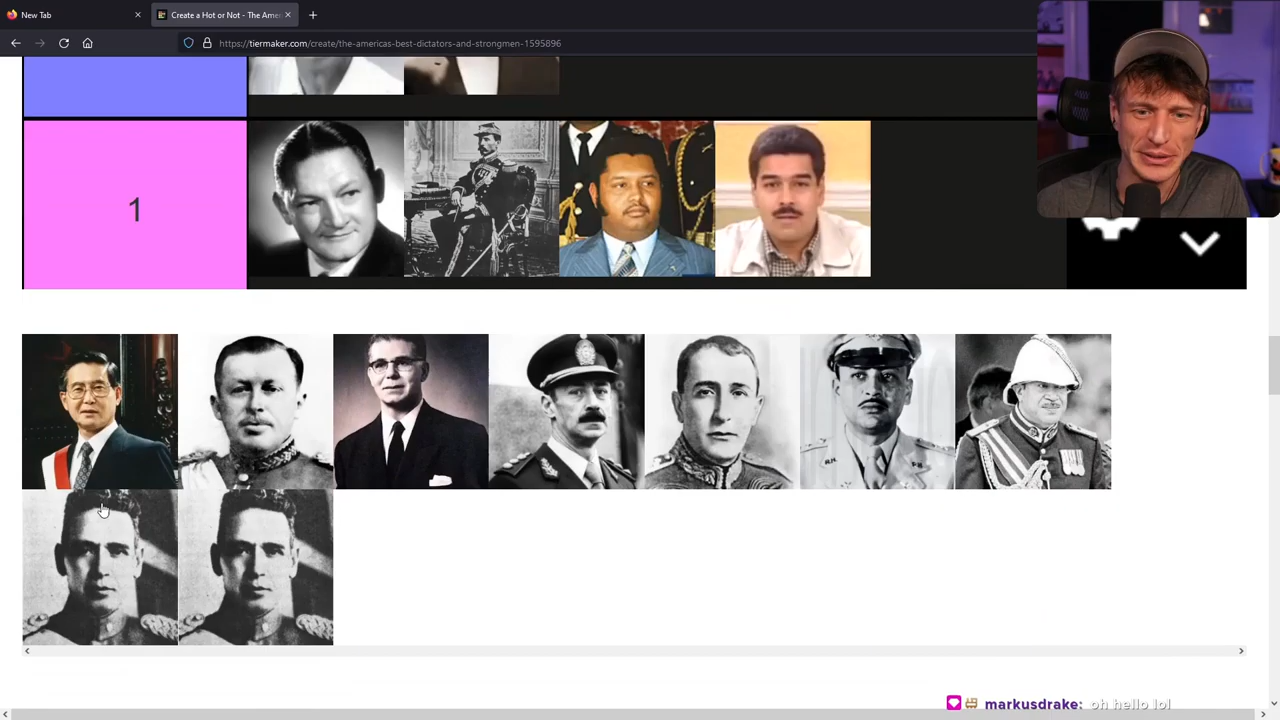 New Tab
Create a Hot or Not - The Ame
https://tiermaker.com/create/the-americas-best-dictators-and-strongmen-1595896
1
markusdrake: oh hello lol